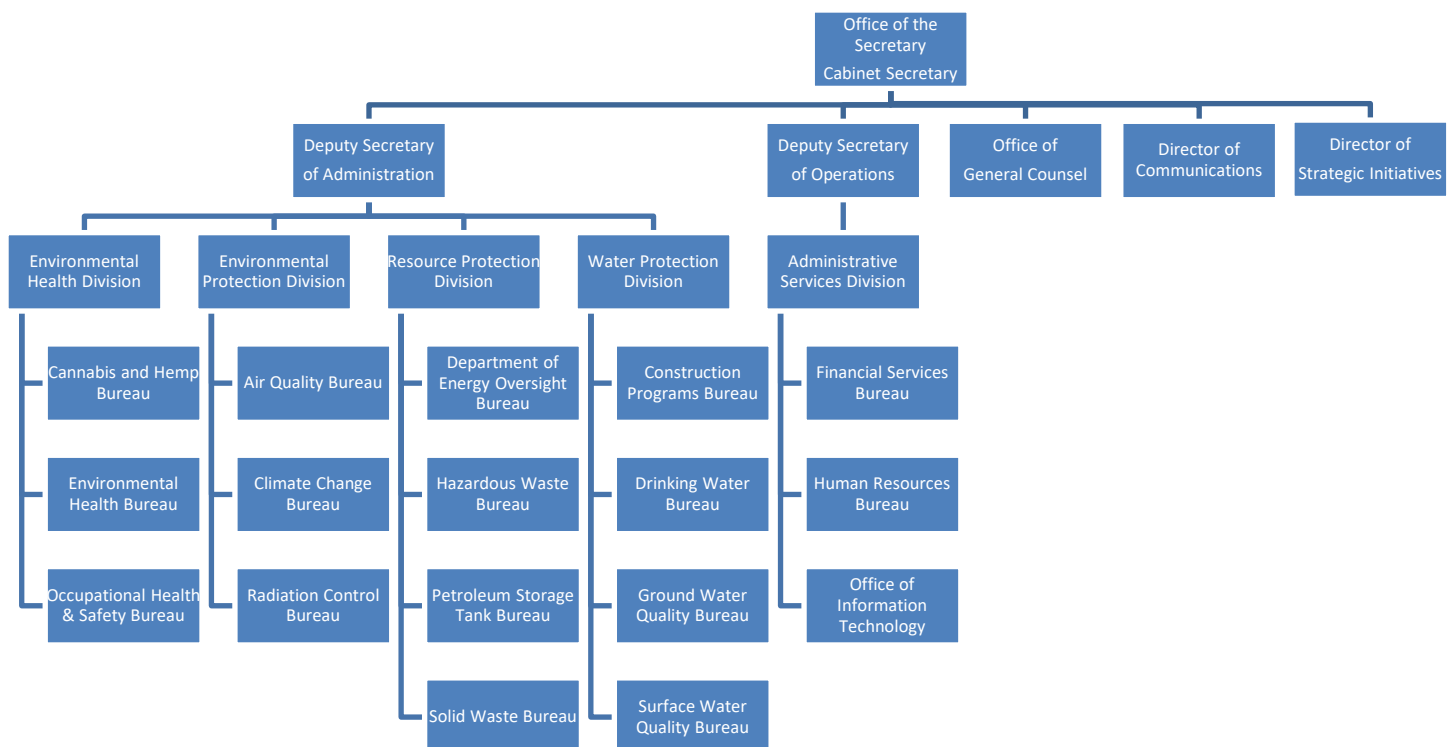 Office of the
Secretary
Cabinet Secretary
Deputy Secretary
of Administration
Deputy Secretary
of Operations
Office of
General Counsel
Director of
Communications
Director of
Strategic Initiatives
Environmental
Health Division
Environmental
Protection Division
Resource Protection
Division
Water Protection
Division
Administrative
Services Division
Cannabis and Hemp
Bureau
Air Quality Bureau
Department of
Energy Oversight
Bureau
Construction
Programs Bureau
Financial Services
Bureau
Environmental
Health Bureau
Climate Change
Bureau
Hazardous Waste
Bureau
Drinking Water
Bureau
Human Resources
Bureau
Occupational Health
& Safety Bureau
Radiation Control
Bureau
Petroleum Storage
Tank Bureau
Ground Water
Quality Bureau
Office of
Information
Technology
Solid Waste Bureau
Surface Water
Quality Bureau